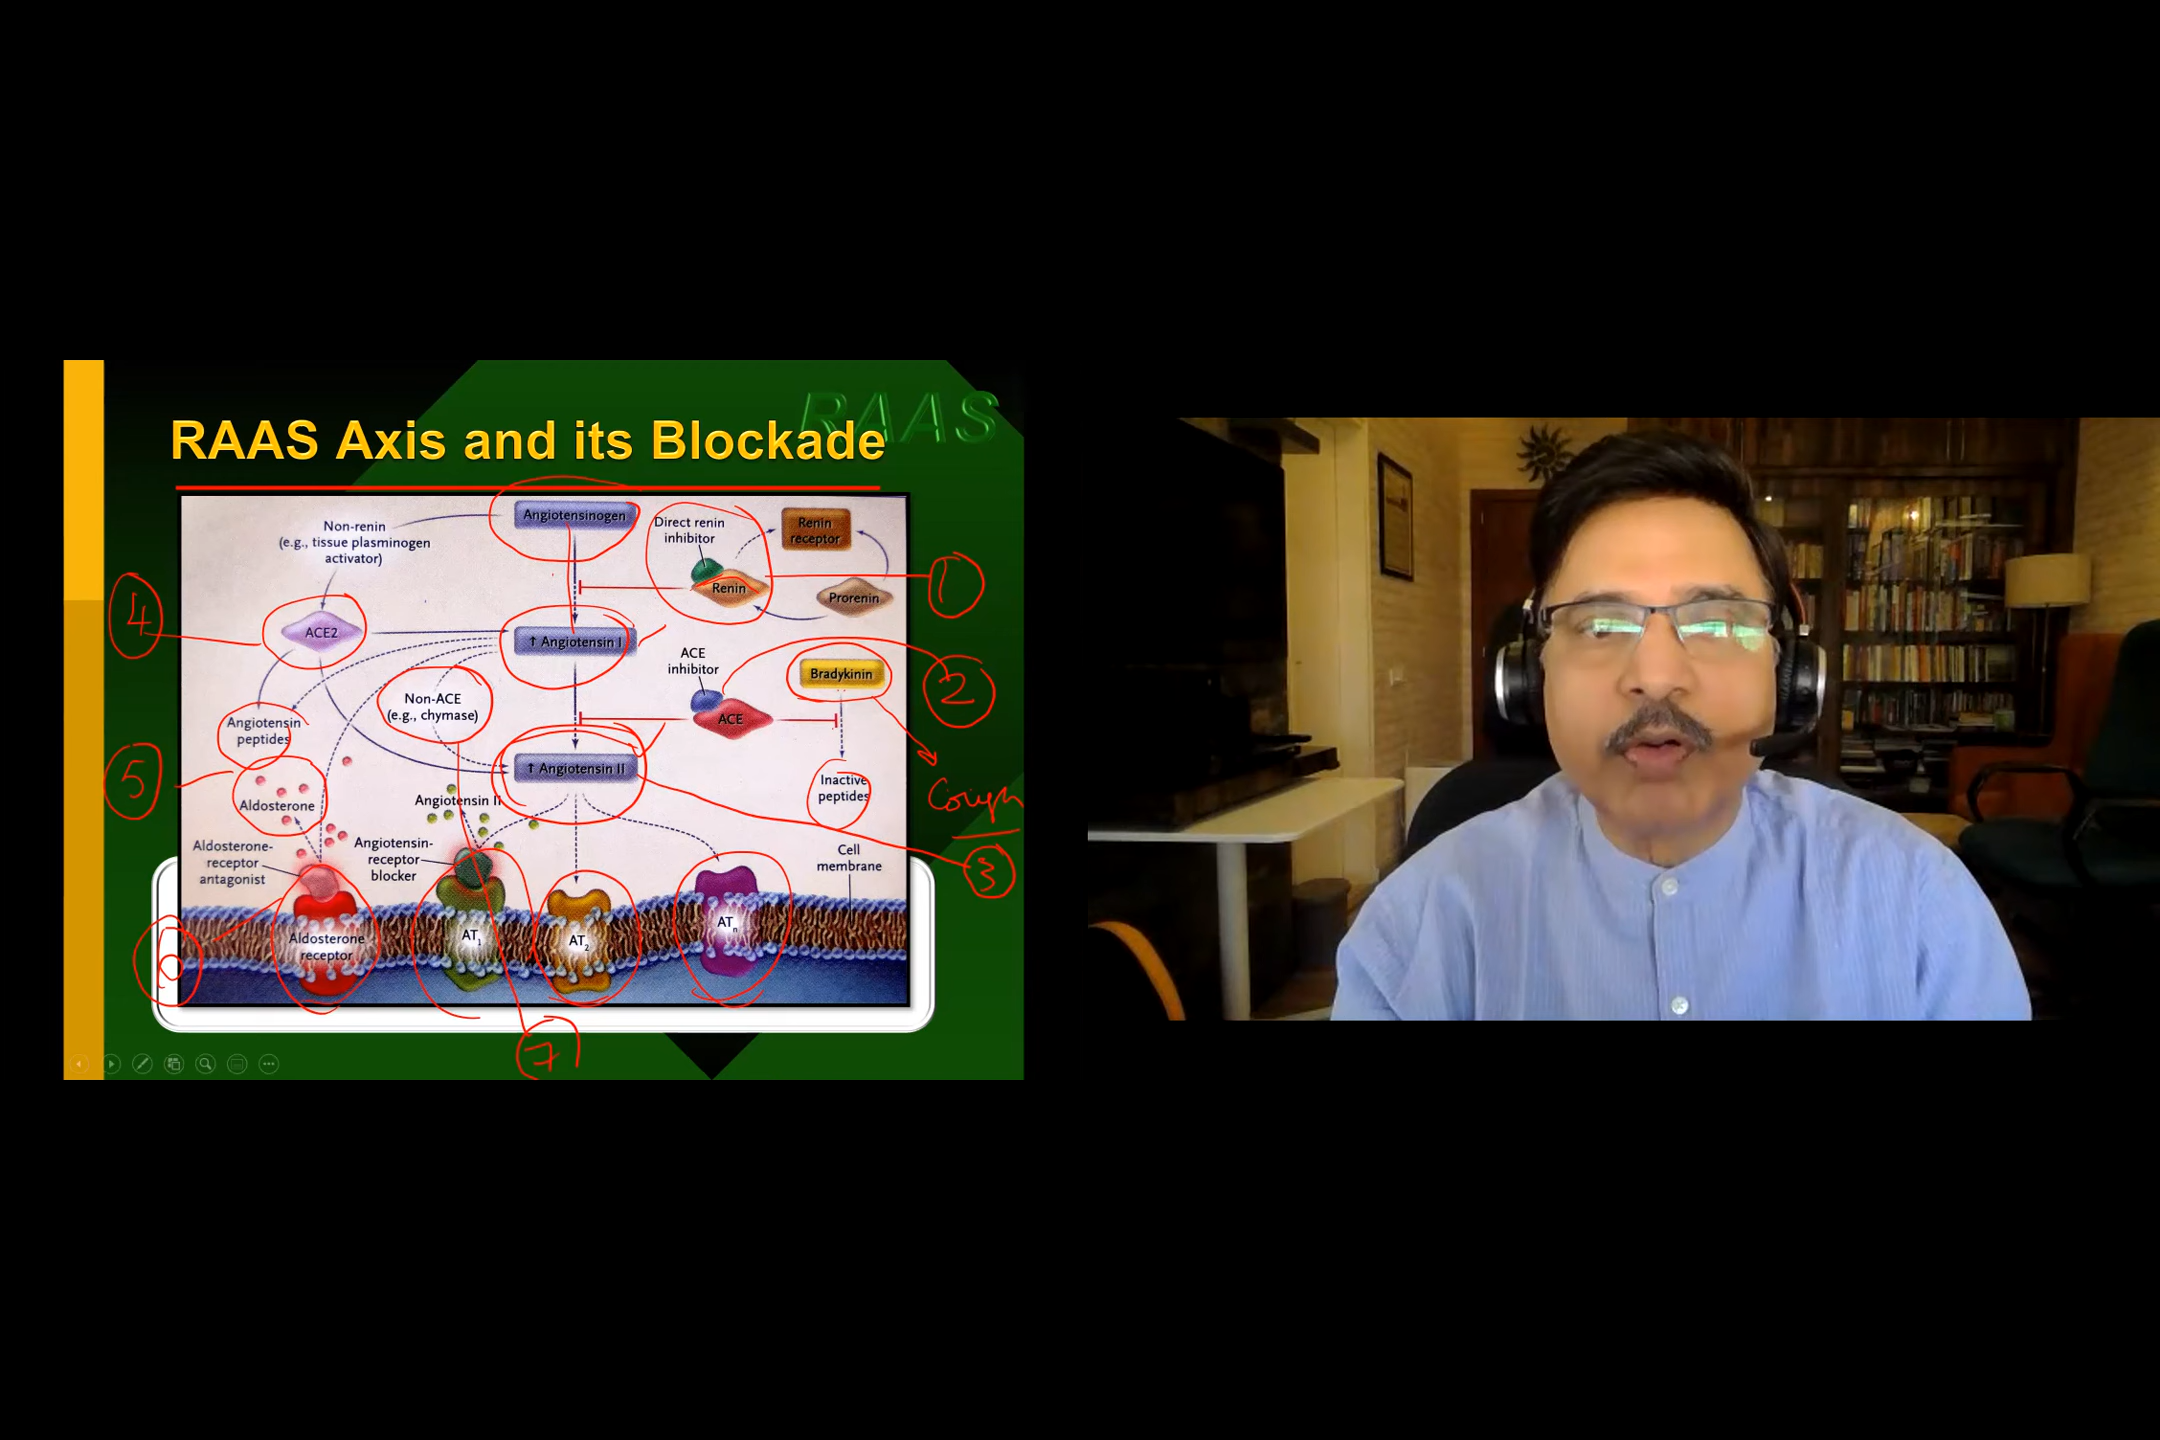 RAAS
RAAS Axis and its Blockade
Angiotensinogen
Non-renin
(e.g., tissue plasminogen
activator)
Direct renin
inhibitor
Renin
receptor
Renin
Prorenin
1
4
ACE2
↑ Angiotensin I
ACE
inhibitor
Bradykinin
2
Non-ACE
(e.g., chymase)
ACE
Angiotensin
peptides
↑ Angiotensin II
5
Aldosterone
Angiotensin II
Inactive
peptides
Cough
Aldosterone-
receptor
antagonist
Angiotensin-
receptor
blocker
Cell
membrane
3
Aldosterone
receptor
AT1
AT2
ATn
6
7